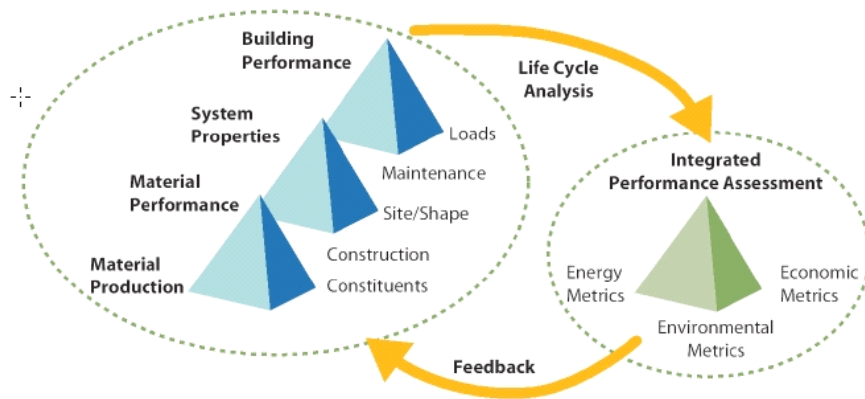 Building
Performance
System
Properties
Material
Performance
Material
Production
Loads
Maintenance
Site/Shape
Construction
Constituents
Life Cycle
Analysis
Integrated
Performance Assessment
Energy
Metrics
Economic
Metrics
Environmental
Metrics
Feedback